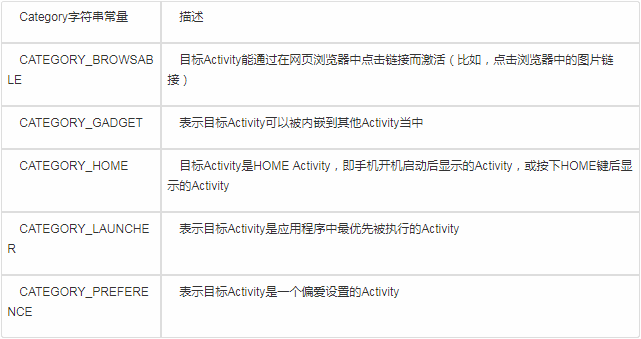 Category字符串常量 描述
CATEGORY_BROWSAB 目标Activity能通过在网页浏览器中点击链接而激活（比如，点击浏览器中的图片链
LE 接）
CATEGORY_GADGET 表示目标Activity可以被内嵌到其他Activity当中
CATEGORY_HOME 目标Activity是HOME Activity，即手机开机启动后显示的Activity，或按下HOME键后显
示的Activity
CATEGORY_LAUNCHE 表示目标Activity是应用程序中最优先被执行的Activity
R
CATEGORY_PREFERE 表示目标Activity是一个偏爱设置的Activity
NCE